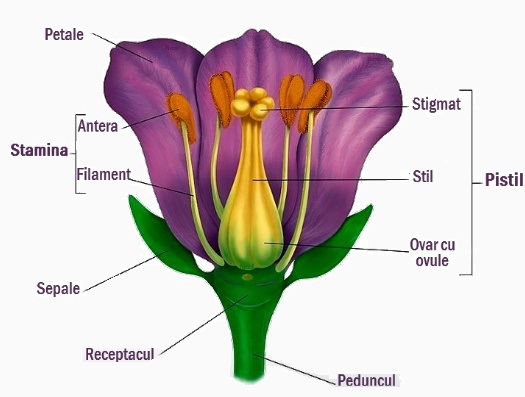 Petale
Antera
Stamina
Filament
Sepale
Receptacul
Peduncul
Stigmat
Stil
Pistil
Ovar cu
ovule